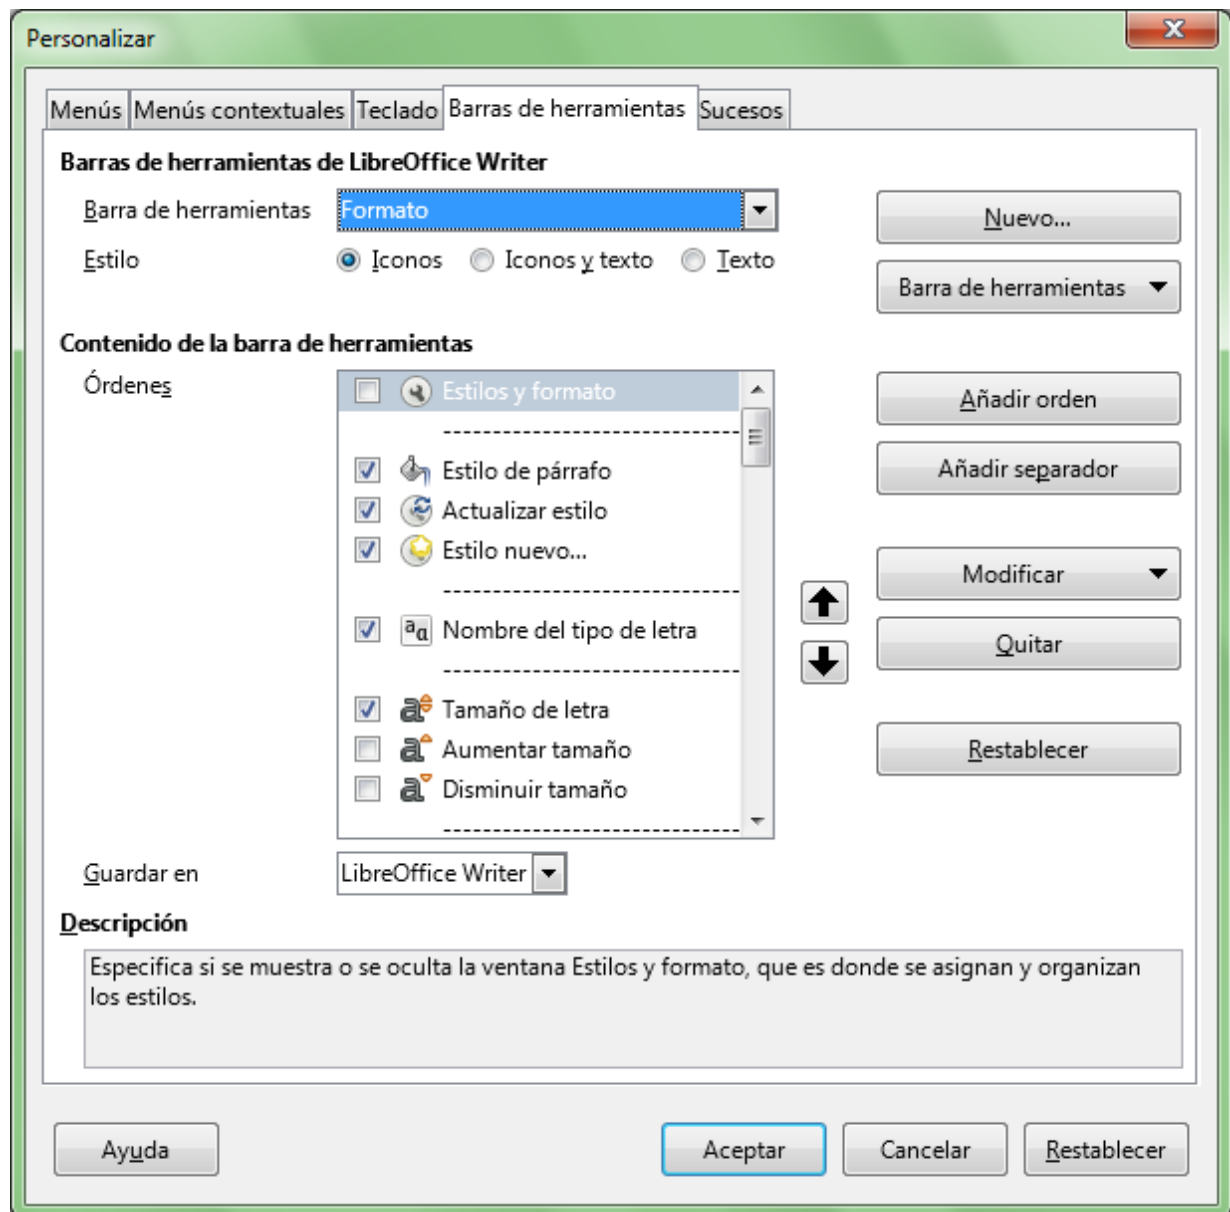 Personalizar
Menús Menús contextuales Teclado Barras de herramientas Sucesos
Barras de herramientas de LibreOffice Writer
Barra de herramientas Formato Nuevo...
Estilo Iconos Iconos y texto Texto
Barra de herramientas
Contenido de la barra de herramientas
Órdenes Estilos y formato Añadir orden
Estilo de párrafo Añadir separador
Actualizar estilo
Estilo nuevo...
Modificar
Nombre del tipo de letra
Quitar
Tamaño de letra
Aumentar tamaño Restablecer
Disminuir tamaño
Guardar en LibreOffice Writer
Descripción
Especifica si se muestra o se oculta la ventana Estilos y formato, que es donde se asignan y organizan
los estilos.
Ayuda Aceptar Cancelar Restablecer